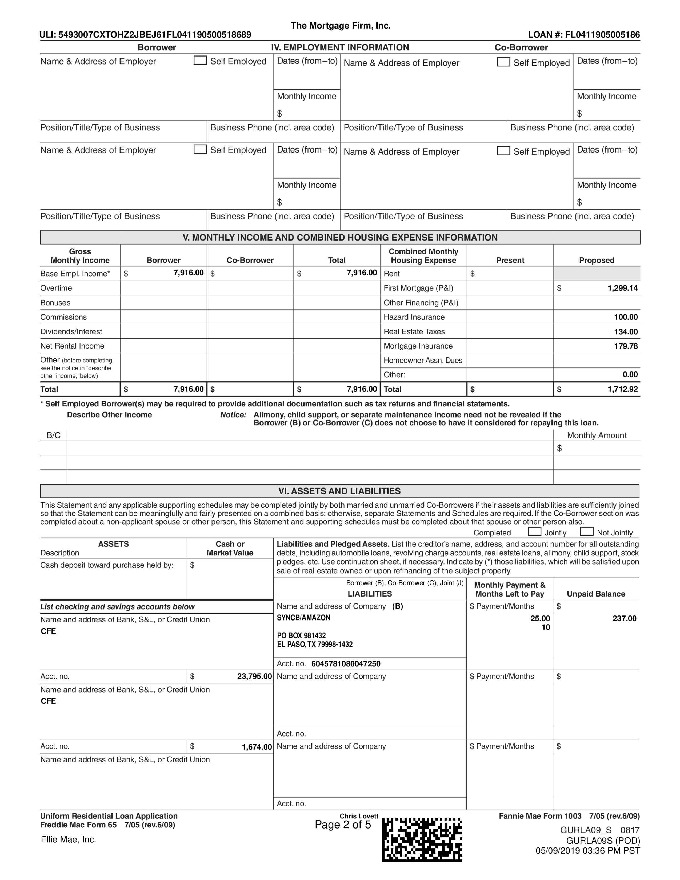 The Mortgage Firm, Inc.
ULI: 5493007CXTOHZ2JBEJ61FL041190500518689
LOAN #: FL0411905005186
Borrower IV. EMPLOYMENT INFORMATION Co-Borrower
Name & Address of Employer Self Employed Dates (from–to) Name & Address of Employer Self Employed Dates (from–to)
Monthly Income Monthly Income
$ $
Position/Title/Type of Business Business Phone (incl. area code) Position/Title/Type of Business Business Phone (incl. area code)
Name & Address of Employer Self Employed Dates (from–to) Name & Address of Employer Self Employed Dates (from–to)
Monthly Income Monthly Income
$ $
Position/Title/Type of Business Business Phone (incl. area code) Position/Title/Type of Business Business Phone (incl. area code)
V. MONTHLY INCOME AND COMBINED HOUSING EXPENSE INFORMATION
Gross Monthly Income Borrower Co-Borrower Total Combined Monthly Housing Expense Present Proposed
Base Empl. Income* $ 7,916.00 $ $ 7,916.00 Rent $
Overtime First Mortgage (P&I) $ 1,299.14
Bonuses Other Financing (P&I)
Commissions Hazard Insurance 100.00
Dividends/Interest Real Estate Taxes 134.00
Net Rental Income Mortgage Insurance 179.78
Other (before completing, Homeowner Assn. Dues
see the notice in "describe
other income, below) Other: 0.00
Total $ 7,916.00 $ $ 7,916.00 Total $ $ 1,712.92
* Self Employed Borrower(s) may be required to provide additional documentation such as tax returns and financial statements.
Describe Other Income Notice: Alimony, child support, or separate maintenance income need not be revealed if the
Borrower (B) or Co-Borrower (C) does not choose to have it considered for repaying this loan.
B/C Monthly Amount
$
VI. ASSETS AND LIABILITIES
This Statement and any applicable supporting schedules may be completed jointly by both married and unmarried Co-Borrowers if their assets and liabilities are sufficiently joined
so that the Statement can be meaningfully and fairly presented on a combined basis; otherwise, separate Statements and Schedules are required. If the Co-Borrower section was
completed about a non-applicant spouse or other person, this Statement and supporting schedules must be completed about that spouse or other person also.
Completed Jointly Not Jointly
ASSETS Cash or Market Value
Description
Cash deposit toward purchase held by: $
Liabilities and Pledged Assets. List the creditor's name, address, and account number for all outstanding
debts, including automobile loans, revolving charge accounts, real estate loans, alimony, child support, stock
pledges, etc. Use continuation sheet, if necessary. Indicate by (*) those liabilities, which will be satisfied upon
sale of real estate owned or upon refinancing of the subject property.
Borrower (B), Co-Borrower (C), Joint (J)
LIABILITIES Monthly Payment & Months Left to Pay Unpaid Balance
List checking and savings accounts below Name and address of Company (B) $ Payment/Months $
Name and address of Bank, S&L, or Credit Union SYNCB/AMAZON 25.00 237.00
CFE 10
PO BOX 981432
EL PASO, TX 79998-1432
Acct. no. 6045781080047250
Acct. no. $ 23,795.00 Name and address of Company $ Payment/Months $
Name and address of Bank, S&L, or Credit Union
CFE
Acct. no.
Acct. no. $ 1,674.00 Name and address of Company $ Payment/Months $
Name and address of Bank, S&L, or Credit Union
Acct. no.
Uniform Residential Loan Application Chris Lovett Fannie Mae Form 1003 7/05 (rev.6/09)
Freddie Mac Form 65 7/05 (rev.6/09) Page 2 of 5
GURLA09_S 0817
Ellie Mae, Inc. GURLA09S (POD)
05/09/2019 03:36 PM PST